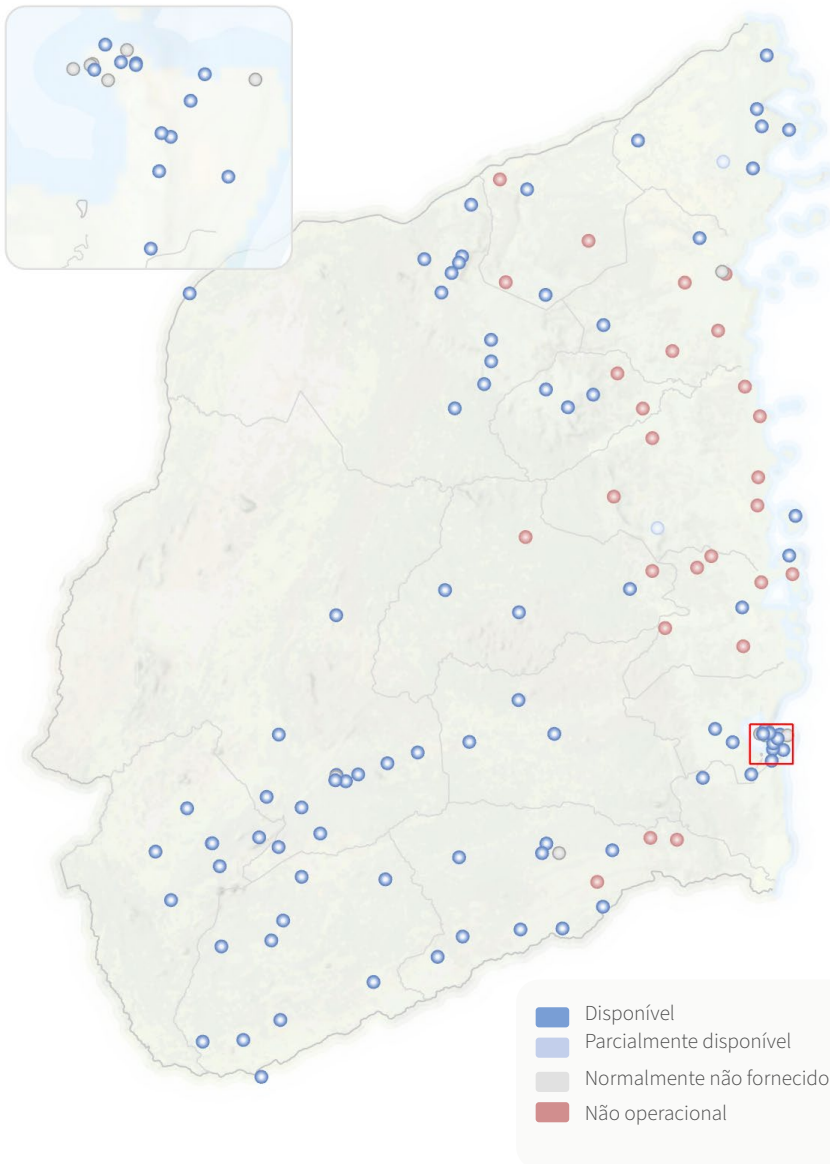 Disponível
Parcialmente disponível
Normalmente não fornecido
Não operacional